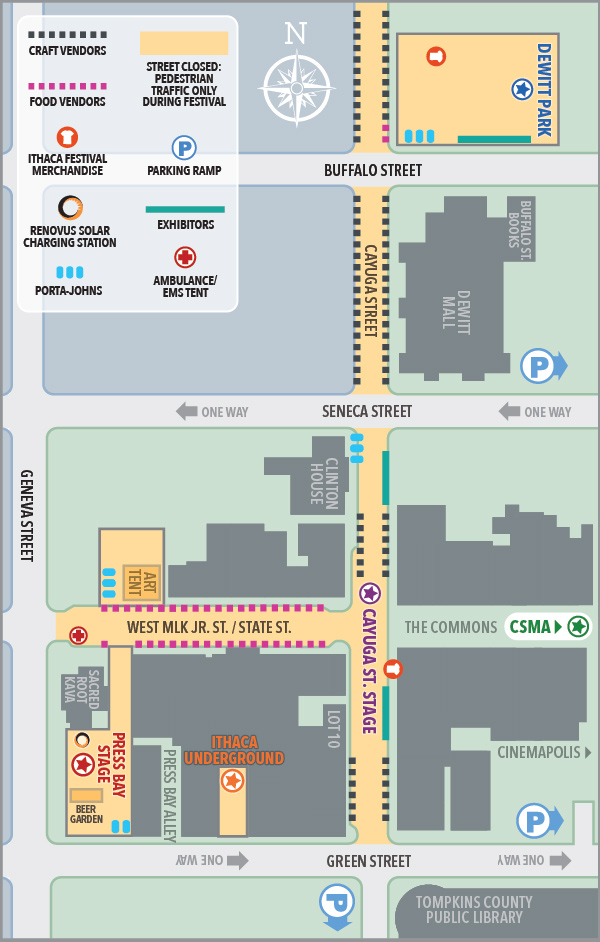 CRAFT VENDORS
FOOD VENDORS
ITHACA FESTIVAL
MERCHANDISE
RENOVUS SOLAR
CHARGING STATION
PORTA-JOHNS
STREET CLOSED:
PEDESTRIAN
TRAFFIC ONLY
DURING FESTIVAL
P
PARKING RAMP
EXHIBITORS
AMBULANCE/
EMS TENT
N
DEWITT PARK
BUFFALO STREET
CAYUGA STREET
BUFFALO ST.
BOOKS
DEWITT
MALL
P
ONE WAY
SENECA STREET
ONE WAY
GENEVA STREET
CLINTON
HOUSE
ART
TENT
WEST MLK JR. ST. / STATE ST.
THE COMMONS
CSMA
CAYUGA ST. STAGE
SACRED
ROOT
KAVA
PRESS BAY
STAGE
BEER
GARDEN
PRESS BAY ALLEY
ITHACA
UNDERGROUND
LOT 10
CINEMAPOLIS
P
ONE WAY
GREEN STREET
ONE WAY
P
TOMPKINS COUNTY
PUBLIC LIBRARY